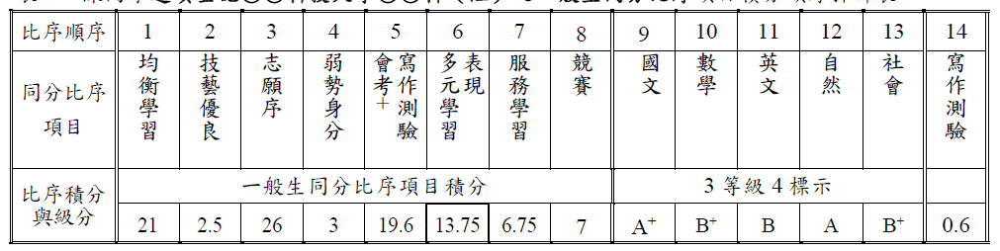 比序順序 1 2 3 4 5 6 7 8 9 10 11 12 13 14
同分比序項目 均衡學習 技藝優良 志願序 弱勢身分 會考+寫作測驗 多元學習表現 服務學習 競賽 國文 數學 英文 自然 社會 寫作測驗
比序積分與級分 一般生同分比序項目積分 3 等級 4 標示
21 2.5 26 3 19.6 13.75 6.75 7 A+ B+ B A B+ 0.6